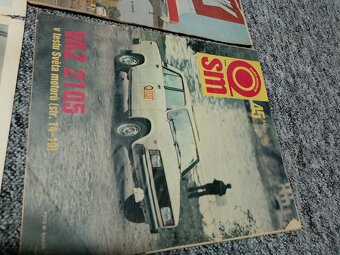 VAZ 2105
v testu Světa motorů (str. 14–19)
sm
45